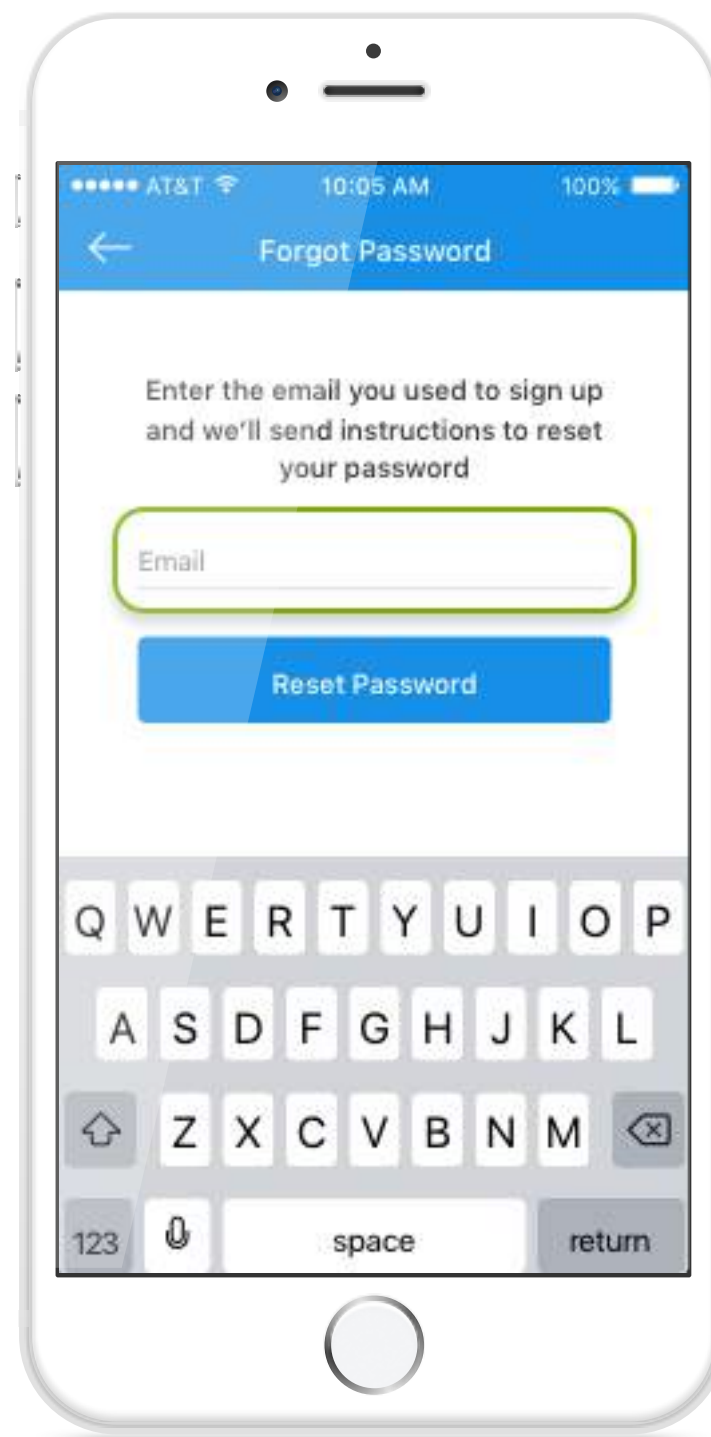 AT&T 10:05 AM 100%
Forgot Password
Enter the email you used to sign up
and we'll send instructions to reset
your password
Email
Reset Password
Q W E R T Y U I O P
A S D F G H J K L
Z X C V B N M
123 space return